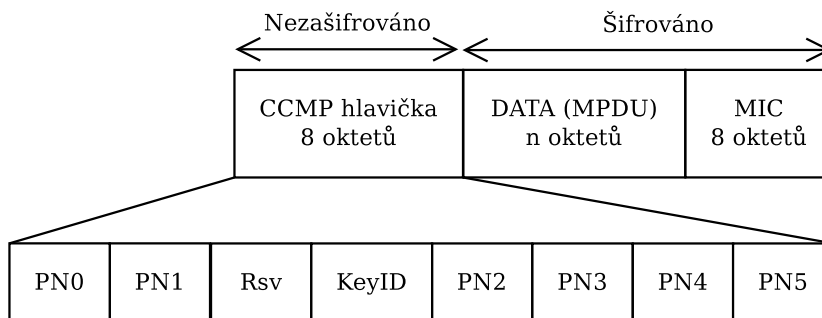 Nezašifrováno
Šifrováno
CCMP hlavička
8 oktetů
DATA (MPDU)
n oktetů
MIC
8 oktetů
PN0 PN1 Rsv KeyID PN2 PN3 PN4 PN5